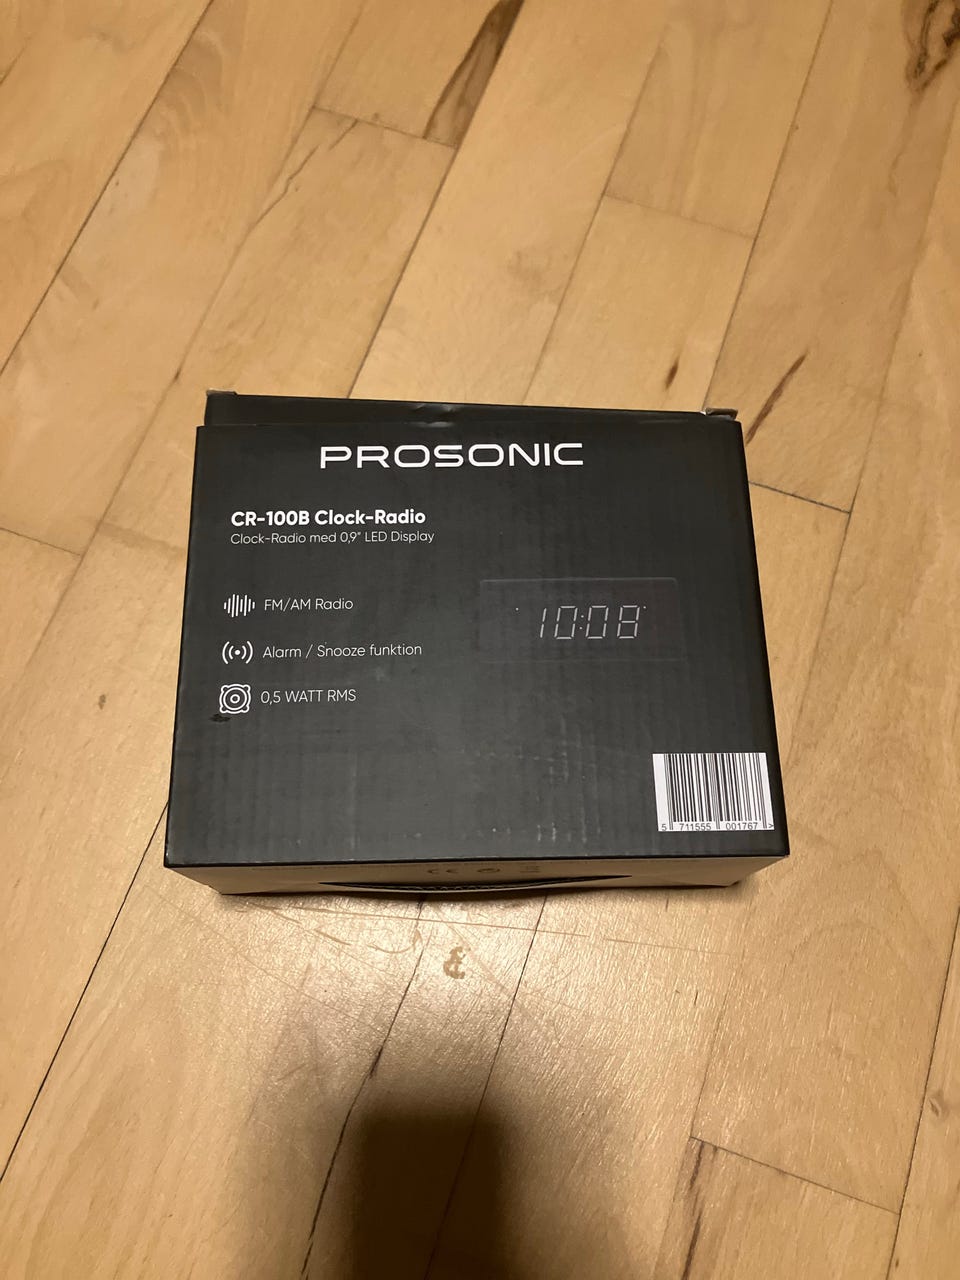 PROSONIC
CR-100B Clock-Radio
Clock-Radio med 0,9" LED Display
FM/AM Radio
Alarm / Snooze funktion
0,5 WATT RMS
10:08
5 711555 001767 >